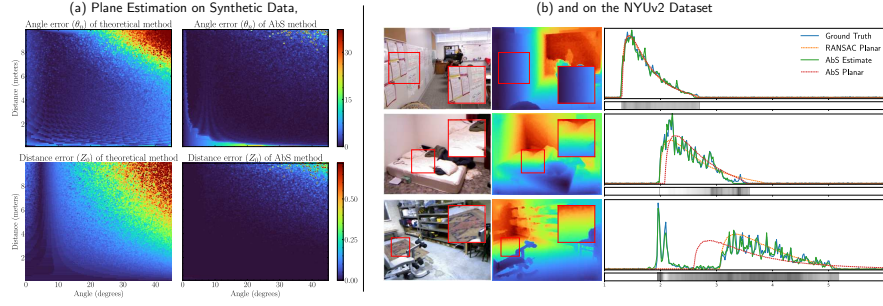 (a) Plane Estimation on Synthetic Data,
Angle error (θn) of theoretical method
Angle error (θn) of AbS method
Distance (meters)
8
6
4
2
30
15
0
Distance error (Z0) of theoretical method
Distance error (Z0) of AbS method
Distance (meters)
8
6
4
2
0.50
0.25
0.00
0 20 40
0 20 40
Angle (degrees)
Angle (degrees)
(b) and on the NYUv2 Dataset
Ground Truth
RANSAC Planar
AbS Estimate
AbS Planar
1 2 3 4 5 6